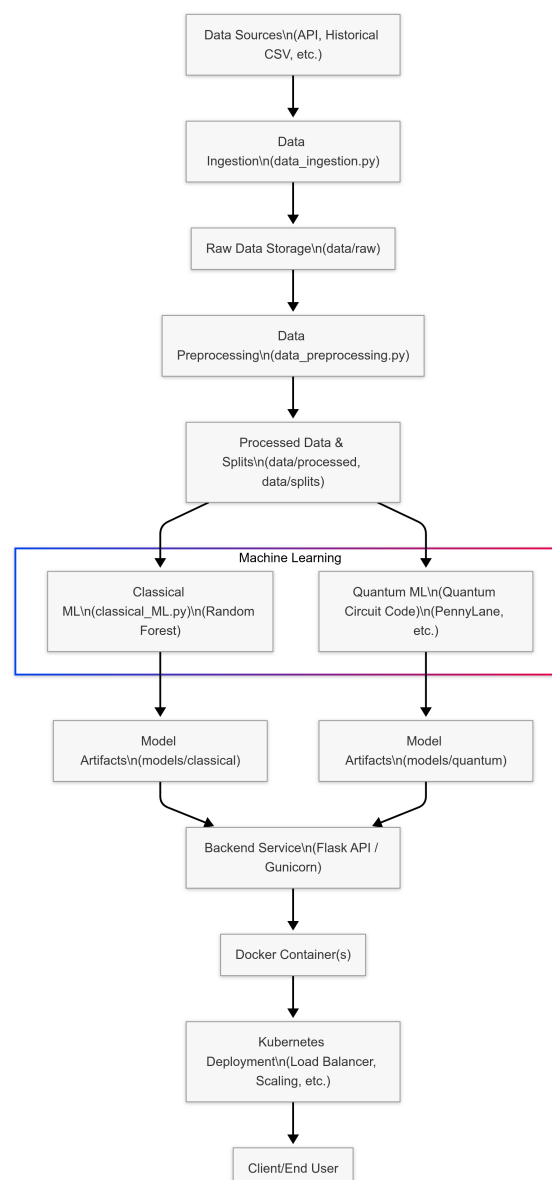 Data Sources\n(API, Historical
CSV, etc.)
Data
Ingestion\n(data_ingestion.py)
Raw Data Storage\n(data/raw)
Data
Preprocessing\n(data_preprocessing.py)
Processed Data &
Splits\n(data/processed,
data/splits)
Machine Learning
Classical
ML\n(classical_ML.py)\n(Random
Forest)
Quantum ML\n(Quantum
Circuit Code)\n(PennyLane,
etc.)
Model
Artifacts\n(models/classical)
Model
Artifacts\n(models/quantum)
Backend Service\n(Flask API /
Gunicorn)
Docker Container(s)
Kubernetes
Deployment\n(Load Balancer,
Scaling, etc.)
Client/End User